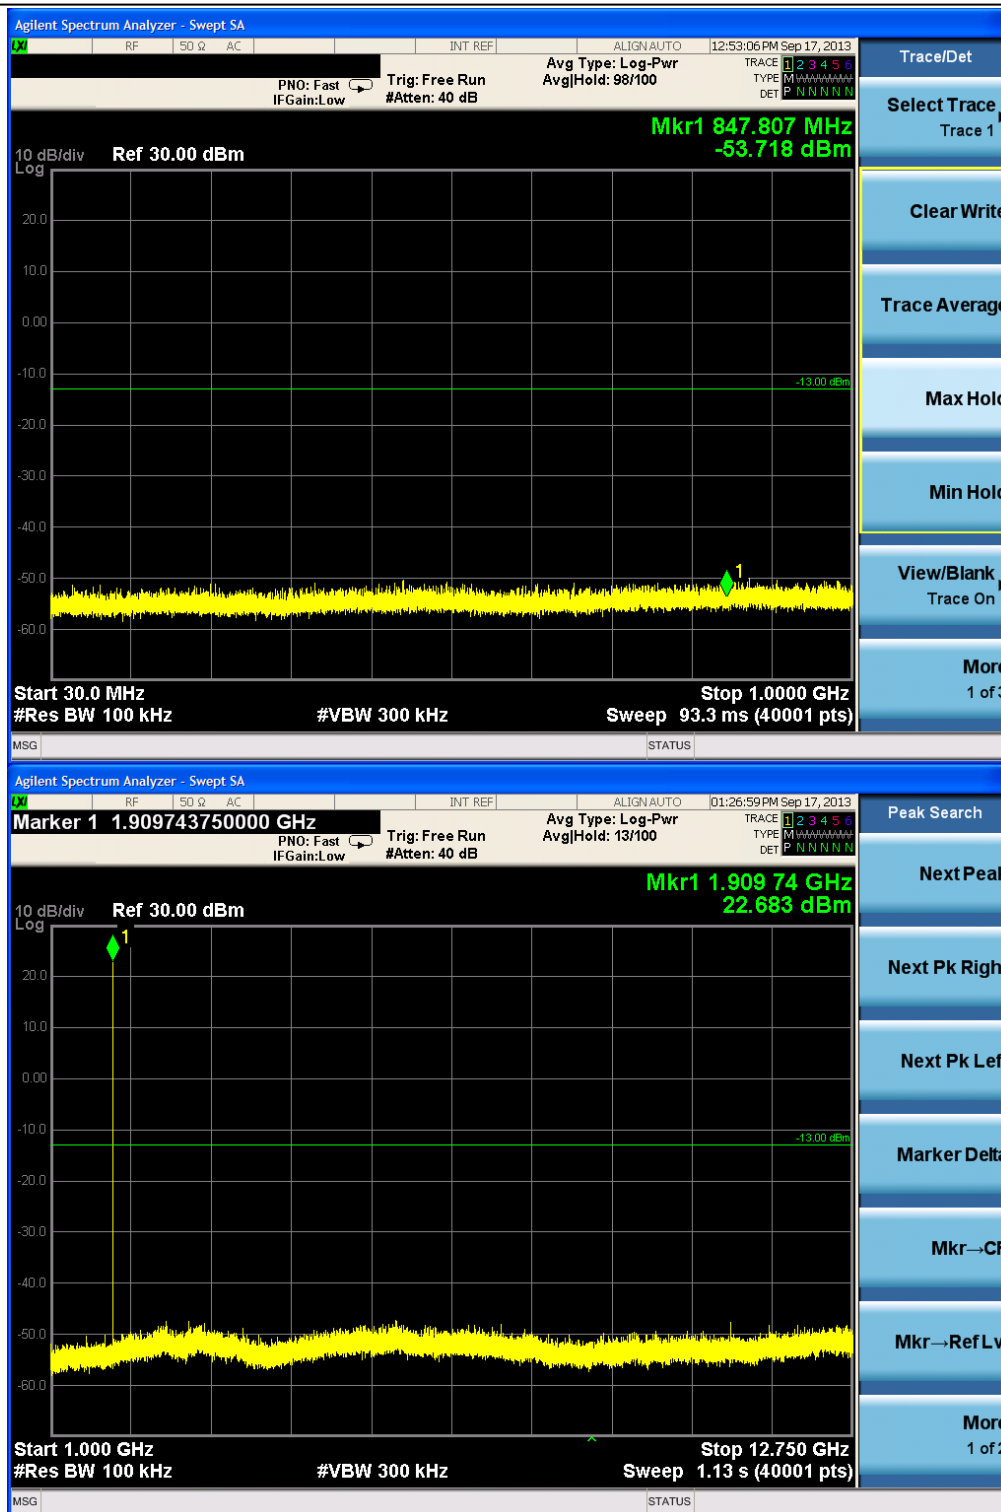 Agilent Spectrum Analyzer - Swept SA
LXI RF 50 Ω AC INT REF ALIGN AUTO 12:53:06 PM Sep 17, 2013
Trace/Det
PNO: Fast Trig: Free Run Avg Type: Log-Pwr TRACE 1 2 3 4 5 6
IFGain:Low #Atten: 40 dB Avg|Hold: 98/100 TYPE M
DET P N N N N N
Select Trace
Trace 1
Mkr1 847.807 MHz
-53.718 dBm
10 dB/div Ref 30.00 dBm
Log
Clear Write
20.0
10.0
Trace Average
0.00
-10.0
-13.00 dBm
Max Hold
-20.0
-30.0
Min Hold
-40.0
1
-50.0
View/Blank
Trace On
-60.0
More
1 of 3
Start 30.0 MHz Stop 1.0000 GHz
#Res BW 100 kHz #VBW 300 kHz Sweep 93.3 ms (40001 pts)
MSG STATUS
Agilent Spectrum Analyzer - Swept SA
LXI RF 50 Ω AC INT REF ALIGN AUTO 01:26:59 PM Sep 17, 2013
Peak Search
Marker 1 1.909743750000 GHz
PNO: Fast Trig: Free Run Avg Type: Log-Pwr TRACE 1 2 3 4 5 6
IFGain:Low #Atten: 40 dB Avg|Hold: 13/100 TYPE M
DET P N N N N N
Next Peak
Mkr1 1.909 74 GHz
22.683 dBm
10 dB/div Ref 30.00 dBm
Log
1
Next Pk Right
20.0
10.0
Next Pk Left
0.00
-10.0
-13.00 dBm
Marker Delta
-20.0
-30.0
Mkr→CF
-40.0
-50.0
Mkr→Ref Lv
-60.0
More
1 of 2
Start 1.000 GHz Stop 12.750 GHz
#Res BW 100 kHz #VBW 300 kHz Sweep 1.13 s (40001 pts)
MSG STATUS